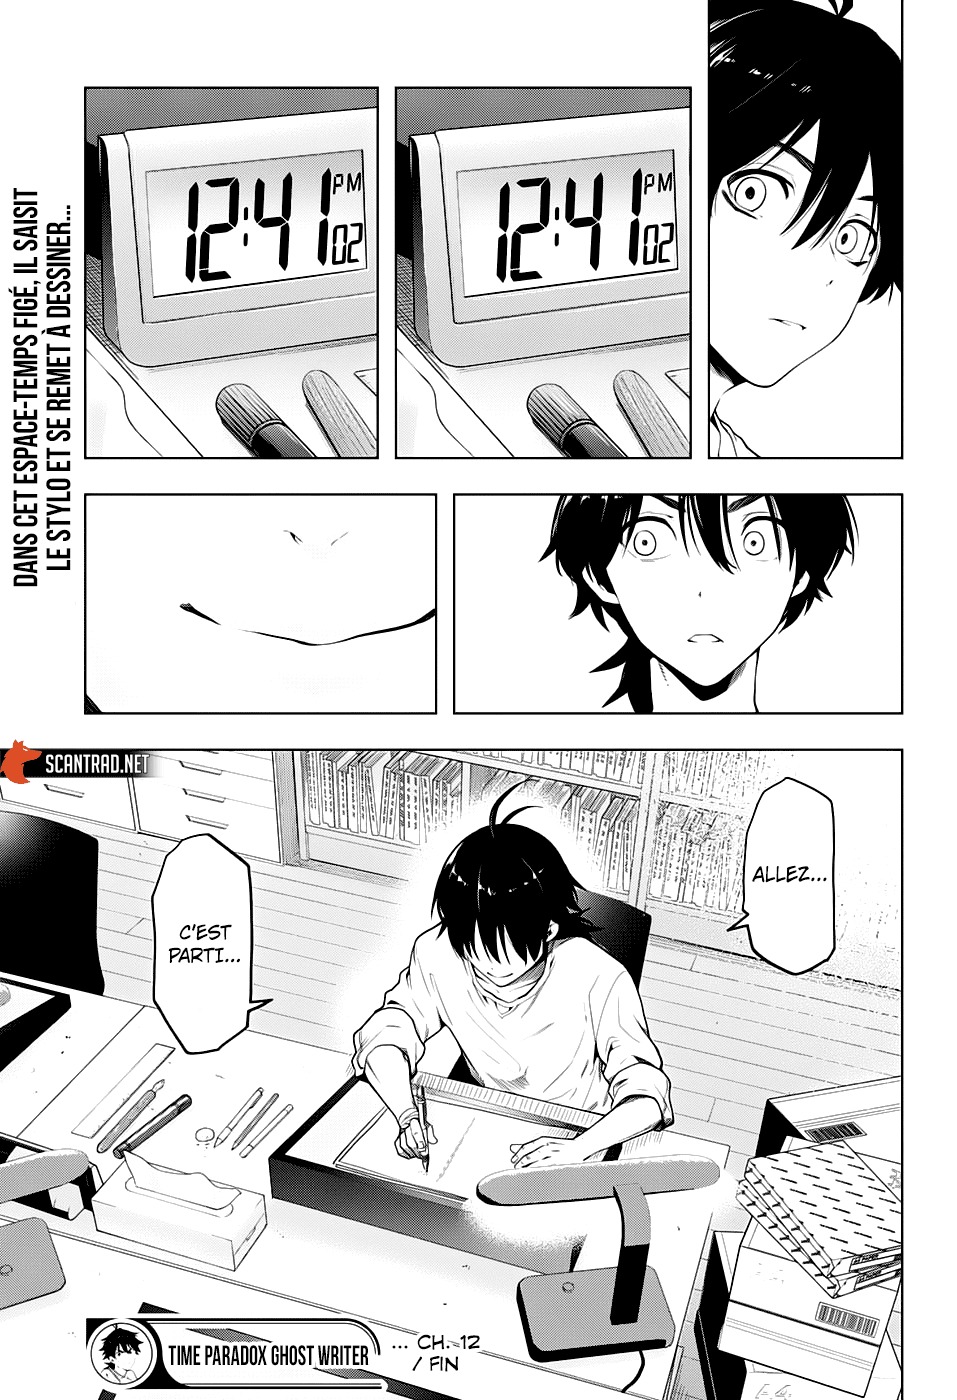 12:41 PM 02
12:41 PM 02
DANS CET ESPACE-TEMPS FIGÉ, IL SAISIT
LE STYLO ET SE REMET À DESSINER...
SCANTRAD.NET
ALLEZ...
C'EST
PARTI...
TIME PARADOX GHOST WRITER
... CH. 12
/ FIN